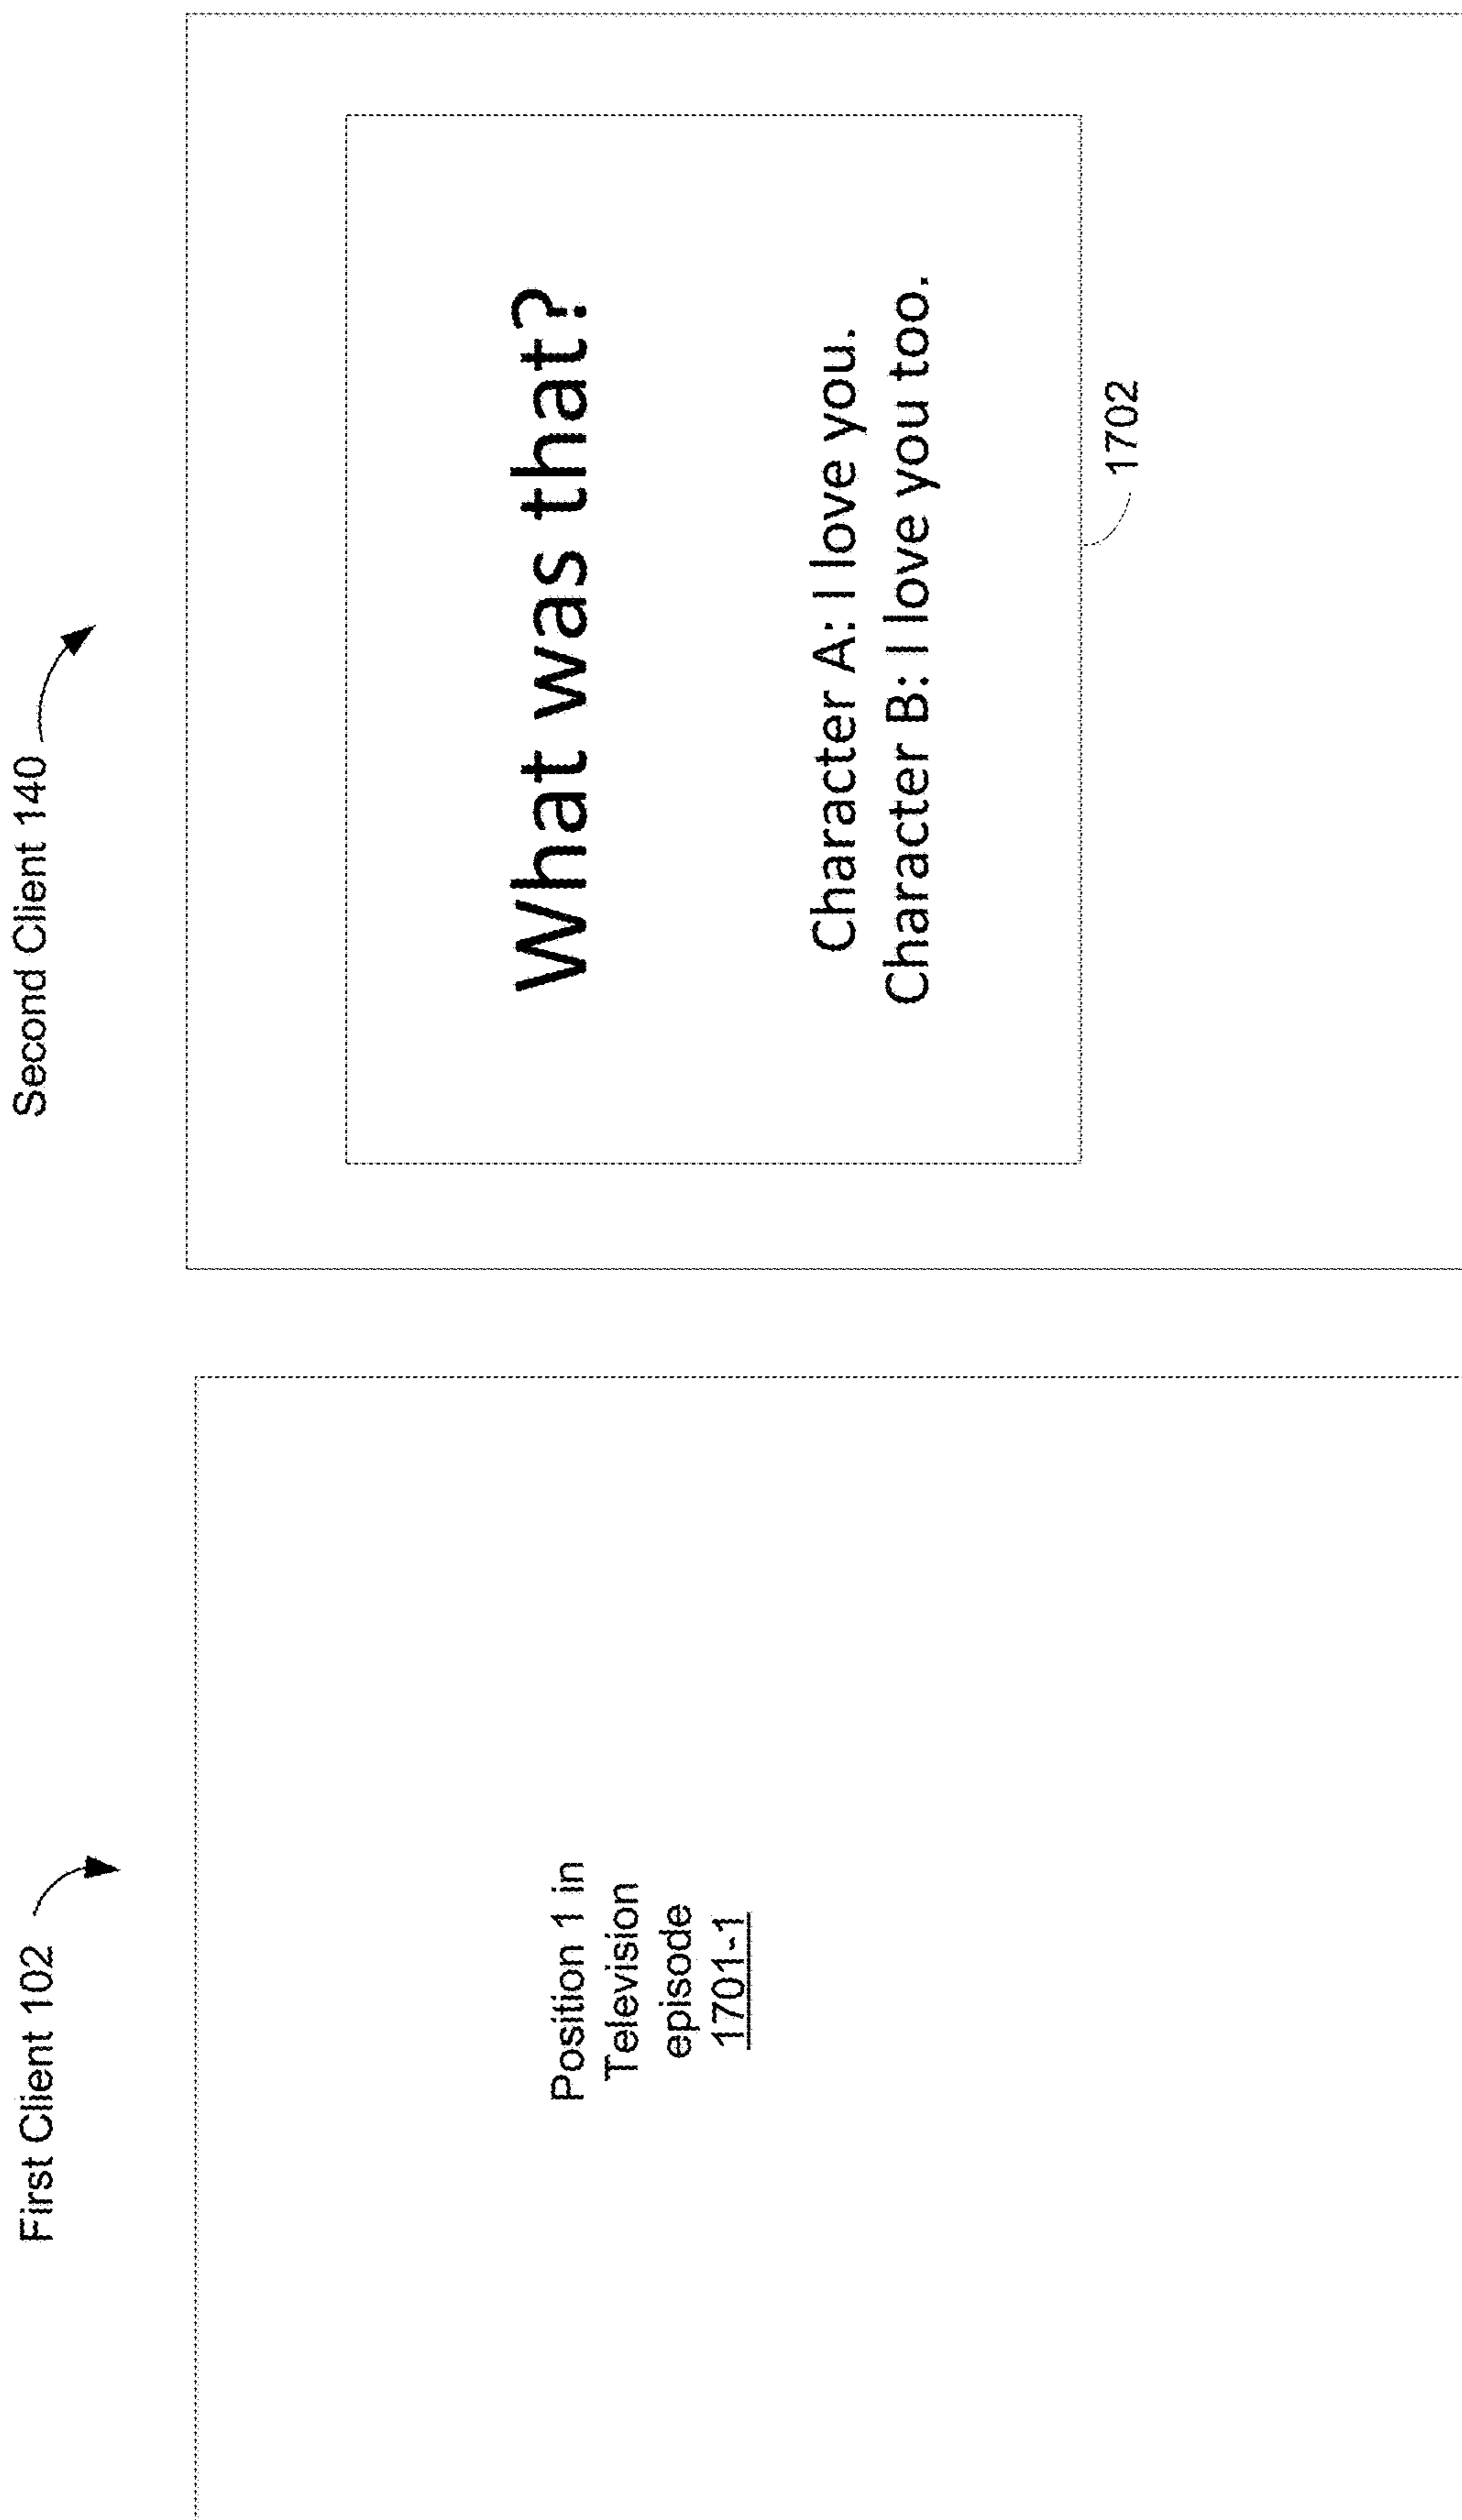 First Client 102
Position 1 in
Television
episode
1701-1
Second Client 140
What was that?
Character A: I love you.
Character B: I love you too.
1702